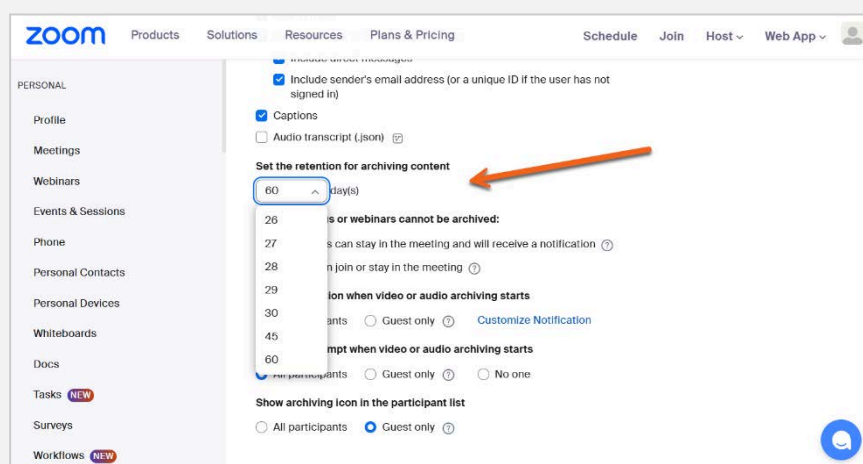 zoom Products Solutions Resources Plans & Pricing Schedule Join Host Web App
PERSONAL
Profile
Meetings
Webinars
Events & Sessions
Phone
Personal Contacts
Personal Devices
Whiteboards
Docs
Tasks NEW
Surveys
Workflows NEW
Include direct messages
Include sender's email address (or a unique ID if the user has not
signed in)
Captions
Audio transcript (.json)
Set the retention for archiving content
60 day(s)
26
27
28
29
30
45
60
or webinars cannot be archived:
can stay in the meeting and will receive a notification
join or stay in the meeting
when video or audio archiving starts
Guest only Customize Notification
when video or audio archiving starts
All participants Guest only No one
Show archiving icon in the participant list
All participants Guest only